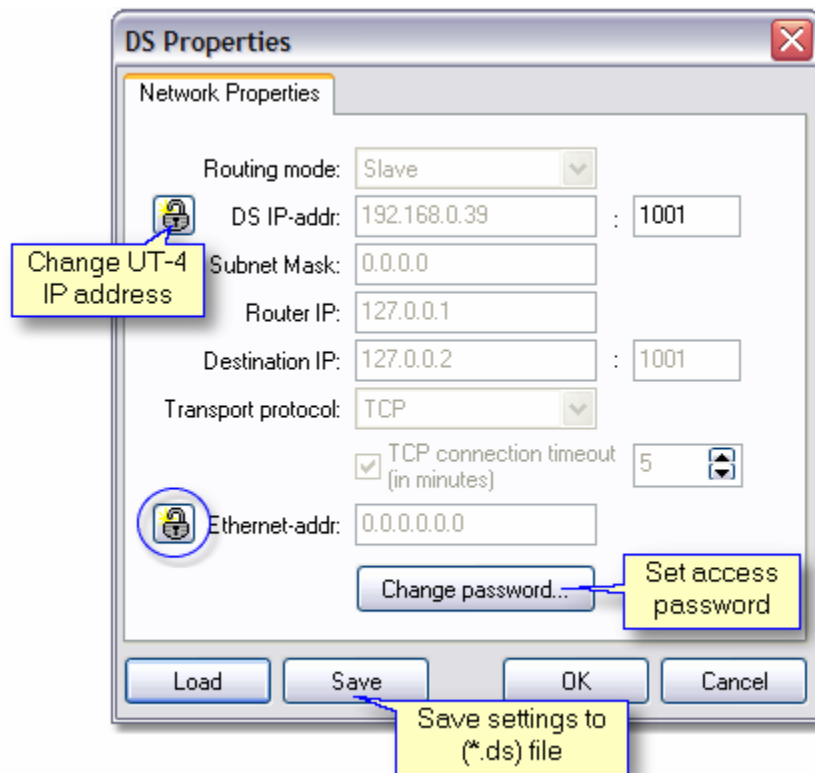 DS Properties
Network Properties
Routing mode: Slave
DS IP-addr: 192.168.0.39 : 1001
Change UT-4
IP address
Subnet Mask: 0.0.0.0
Router IP: 127.0.0.1
Destination IP: 127.0.0.2 : 1001
Transport protocol: TCP
TCP connection timeout
(in minutes) 5
Ethernet-addr: 0.0.0.0.0.0
Change password...
Set access
password
Load Save OK Cancel
Save settings to
(*.ds) file